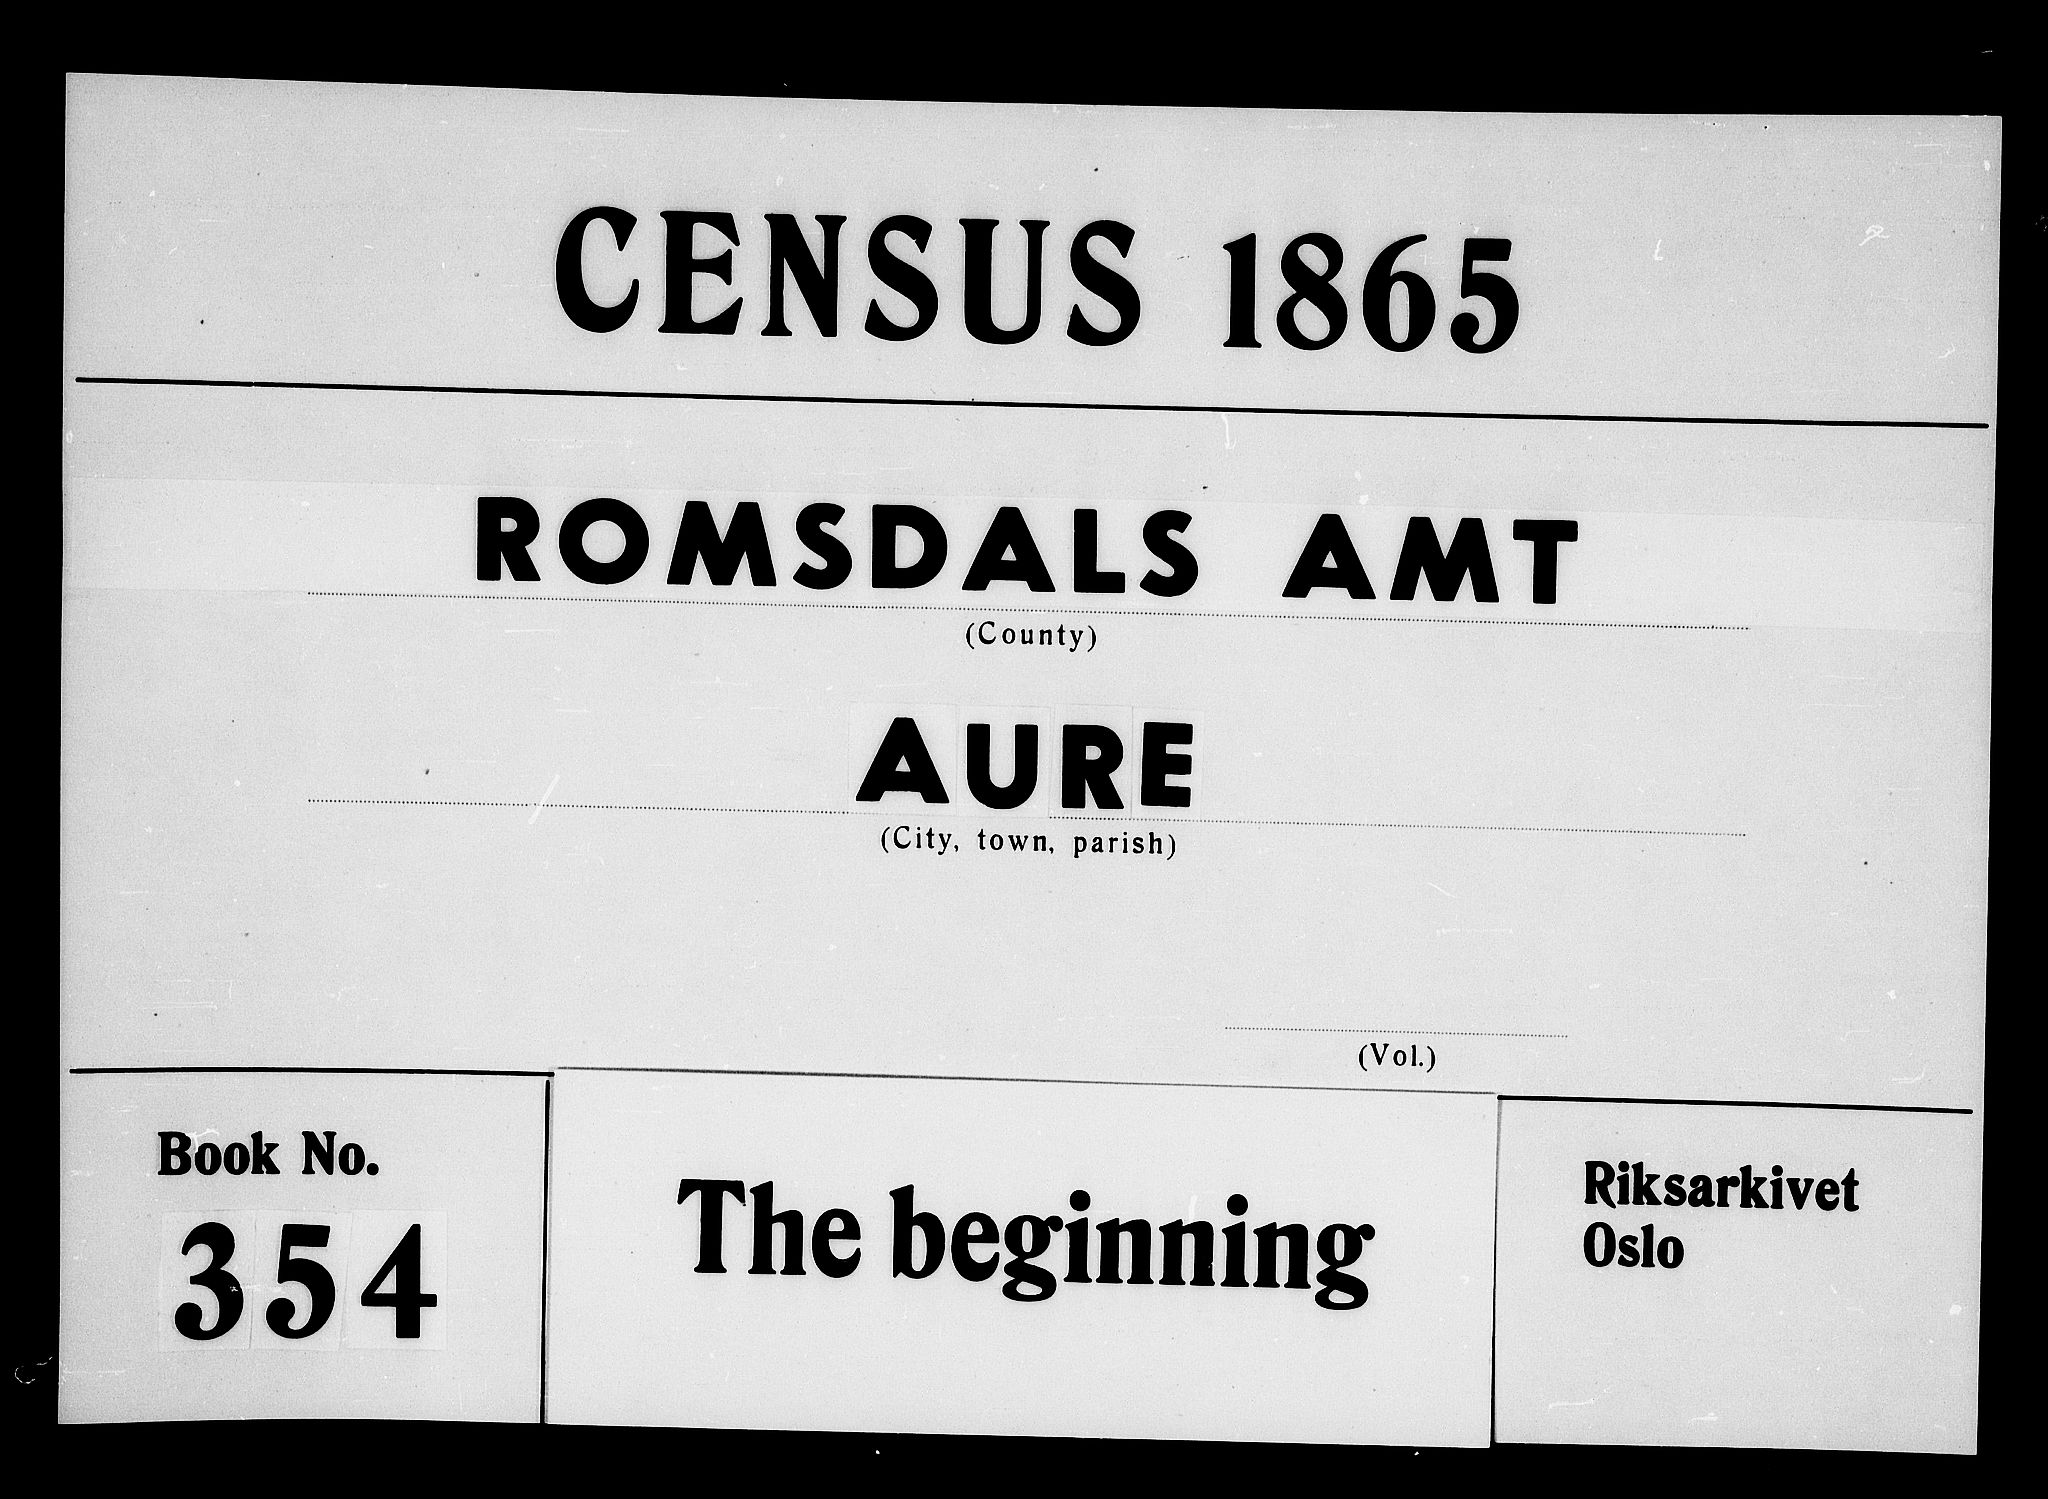 CENSUS 1865
ROMSDALS AMT
(County)
AURE
(City, town, parish)
(Vol.)
Book No.
354
The beginning
Riksarkivet
Oslo